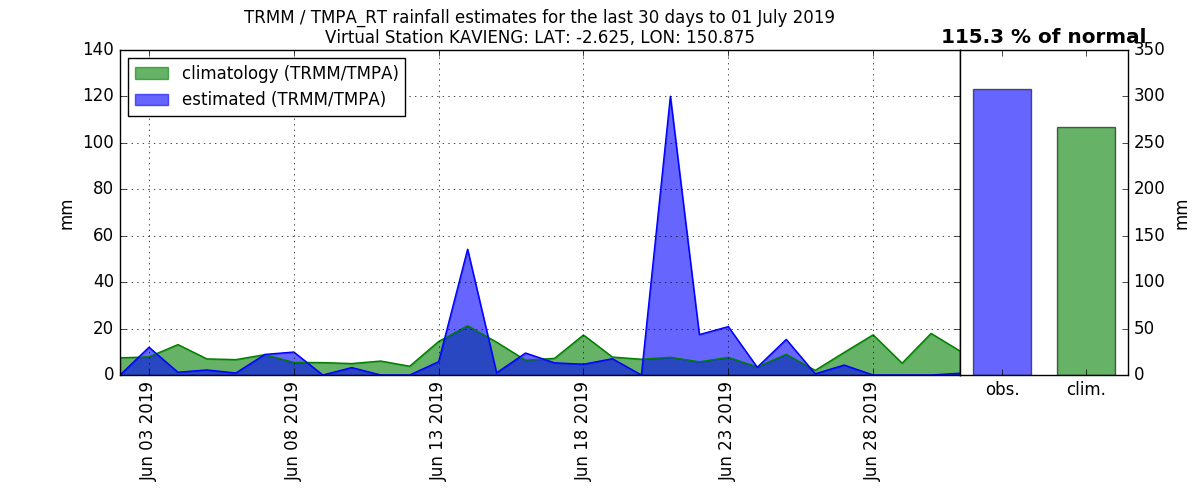 TRMM / TMPA_RT rainfall estimates for the last 30 days to 01 July 2019
Virtual Station KAVIENG: LAT: -2.625, LON: 150.875
115.3 % of normal
climatology (TRMM/TMPA)
estimated (TRMM/TMPA)
140
120
100
80
60
40
20
0
mm
Jun 03 2019
Jun 08 2019
Jun 13 2019
Jun 18 2019
Jun 23 2019
Jun 28 2019
350
300
250
200
150
100
50
0
mm
obs.
clim.